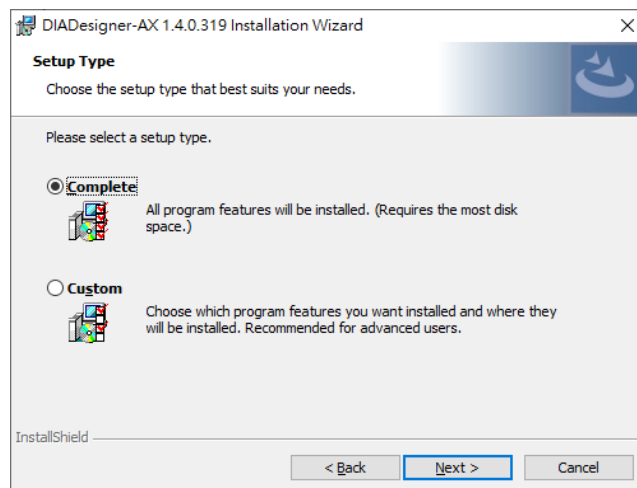 DIADesigner-AX 1.4.0.319 Installation Wizard
Setup Type
Choose the setup type that best suits your needs.
Please select a setup type.
Complete
All program features will be installed. (Requires the most disk
space.)
Custom
Choose which program features you want installed and where they
will be installed. Recommended for advanced users.
InstallShield
< Back
Next >
Cancel